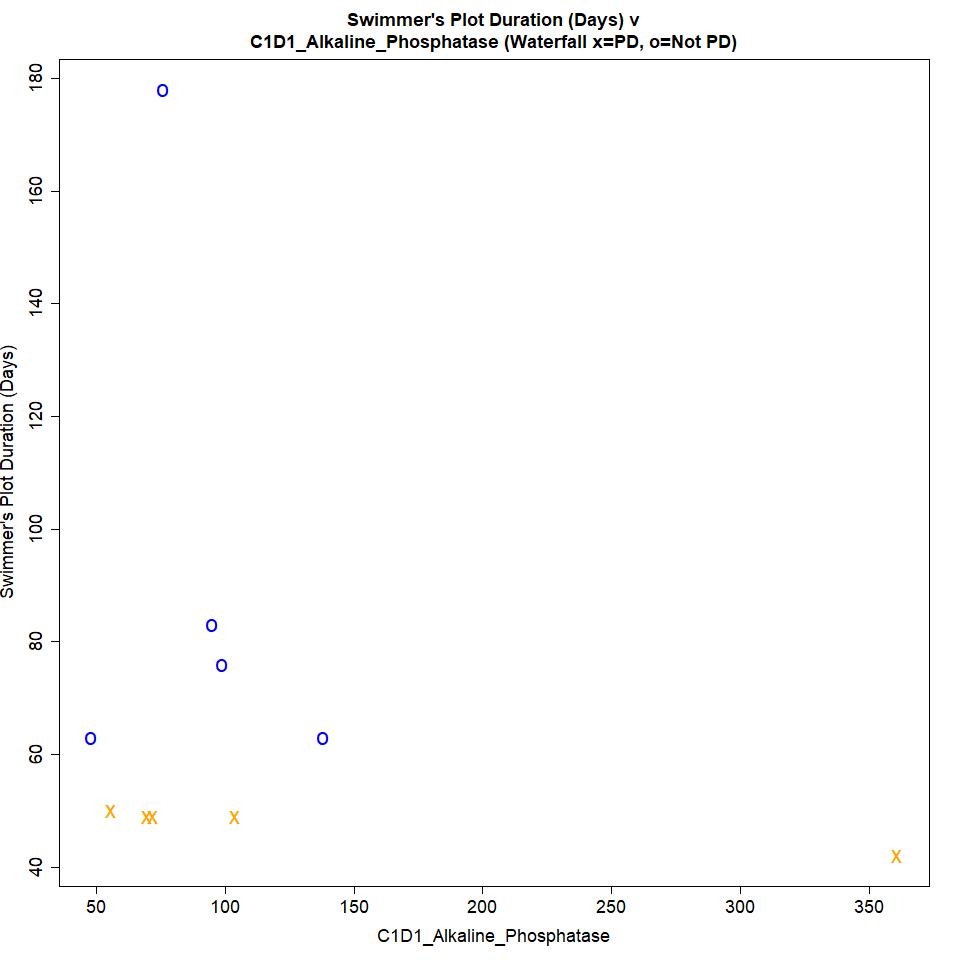 Swimmer's Plot Duration (Days) v
C1D1_Alkaline_Phosphatase (Waterfall x=PD, o=Not PD)
Swimmer's Plot Duration (Days)
180
160
140
120
100
80
60
40
O
O
O
O
O
X
X
X
X
X
50
100
150
200
250
300
350
C1D1_Alkaline_Phosphatase